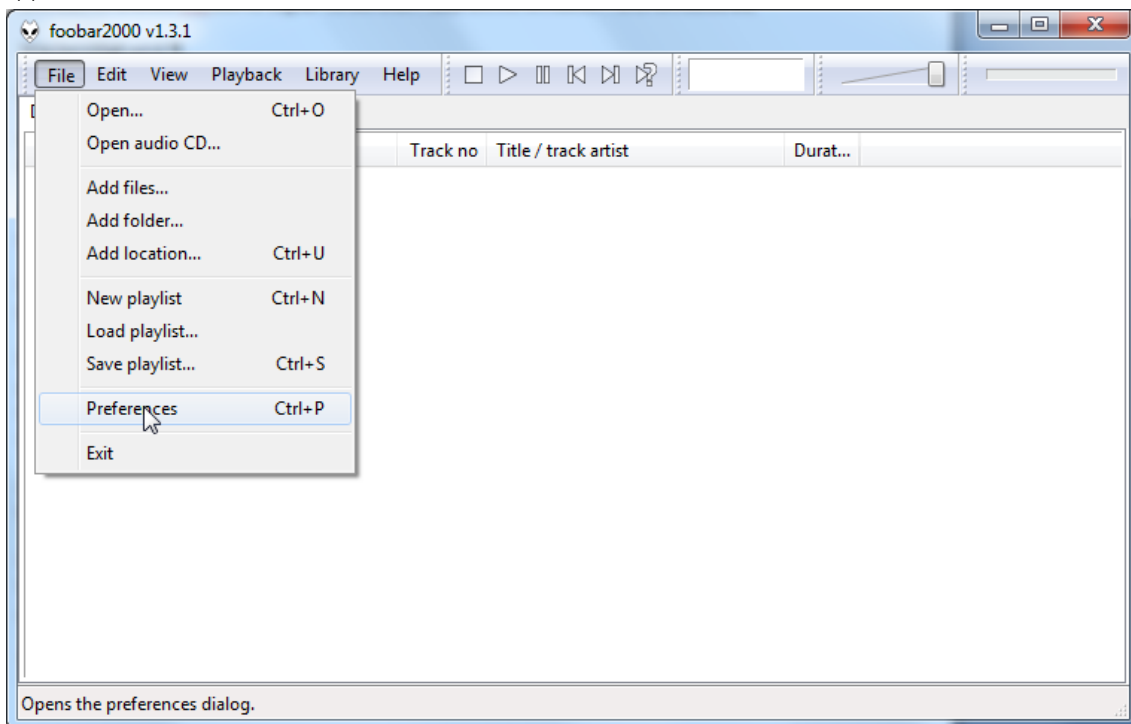 foobar2000 v1.3.1
File Edit View Playback Library Help
Open... Ctrl+O
Open audio CD...
Track no Title / track artist Durat...
Add files...
Add folder...
Add location... Ctrl+U
New playlist Ctrl+N
Load playlist...
Save playlist... Ctrl+S
Preferences Ctrl+P
Exit
Opens the preferences dialog.